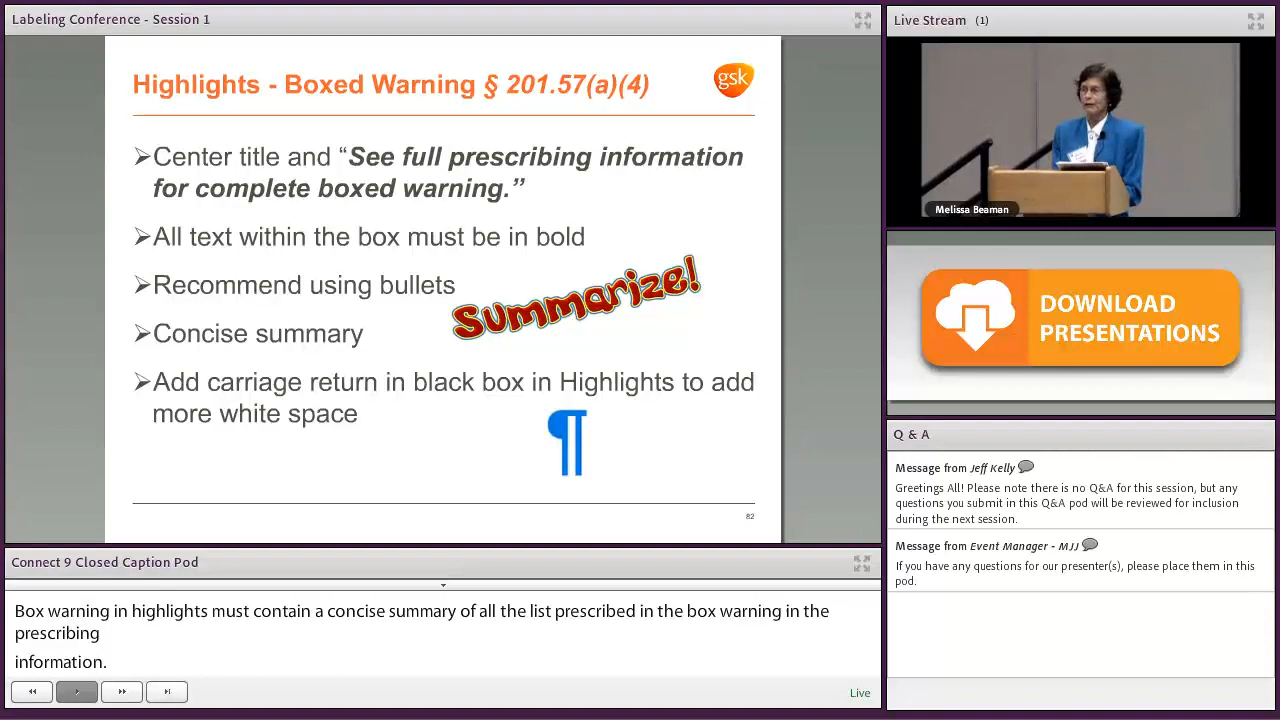 Labeling Conference - Session 1
Highlights - Boxed Warning § 201.57(a)(4)
gsk
➢Center title and “See full prescribing information
for complete boxed warning.”
➢All text within the box must be in bold
➢Recommend using bullets
Summarize!
➢Concise summary
➢Add carriage return in black box in Highlights to add
more white space
¶
82
Connect 9 Closed Caption Pod
Box warning in highlights must contain a concise summary of all the list prescribed in the box warning in the
prescribing
information.
Live
Live Stream (1)
Melissa Beaman
DOWNLOAD
PRESENTATIONS
Q & A
Message from Jeff Kelly
Greetings All! Please note there is no Q&A for this session, but any
questions you submit in this Q&A pod will be reviewed for inclusion
during the next session.
Message from Event Manager - MJJ
If you have any questions for our presenter(s), please place them in this
pod.